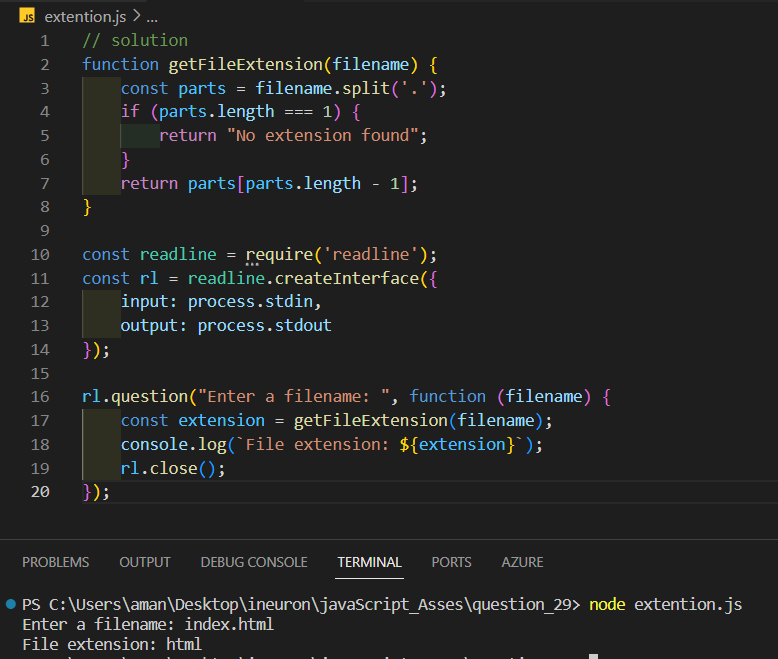 JS extention.js > ...
1 // solution
2 function getFileExtension(filename) {
3 const parts = filename.split('.');
4 if (parts.length === 1) {
5 return "No extension found";
6 }
7 return parts[parts.length - 1];
8 }
9
10 const readline = require('readline');
11 const rl = readline.createInterface({
12 input: process.stdin,
13 output: process.stdout
14 });
15
16 rl.question("Enter a filename: ", function (filename) {
17 const extension = getFileExtension(filename);
18 console.log(`File extension: ${extension}`);
19 rl.close();
20 });
PROBLEMS OUTPUT DEBUG CONSOLE TERMINAL PORTS AZURE
PS C:\Users\aman\Desktop\ineuron\javaScript_Asses\question_29> node extention.js
Enter a filename: index.html
File extension: html